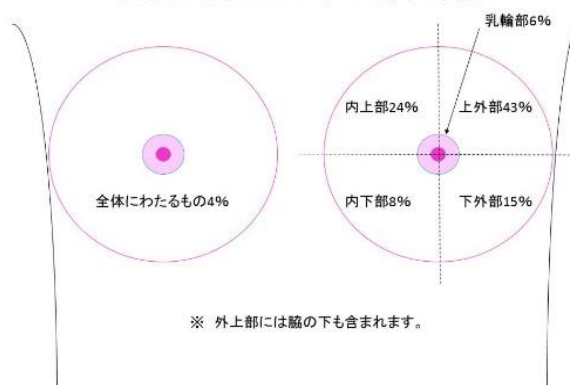 乳輪部6%
内上部24%
上外部43%
全体にわたるもの4%
内下部8%
下外部15%
※ 外上部には脇の下も含まれます。